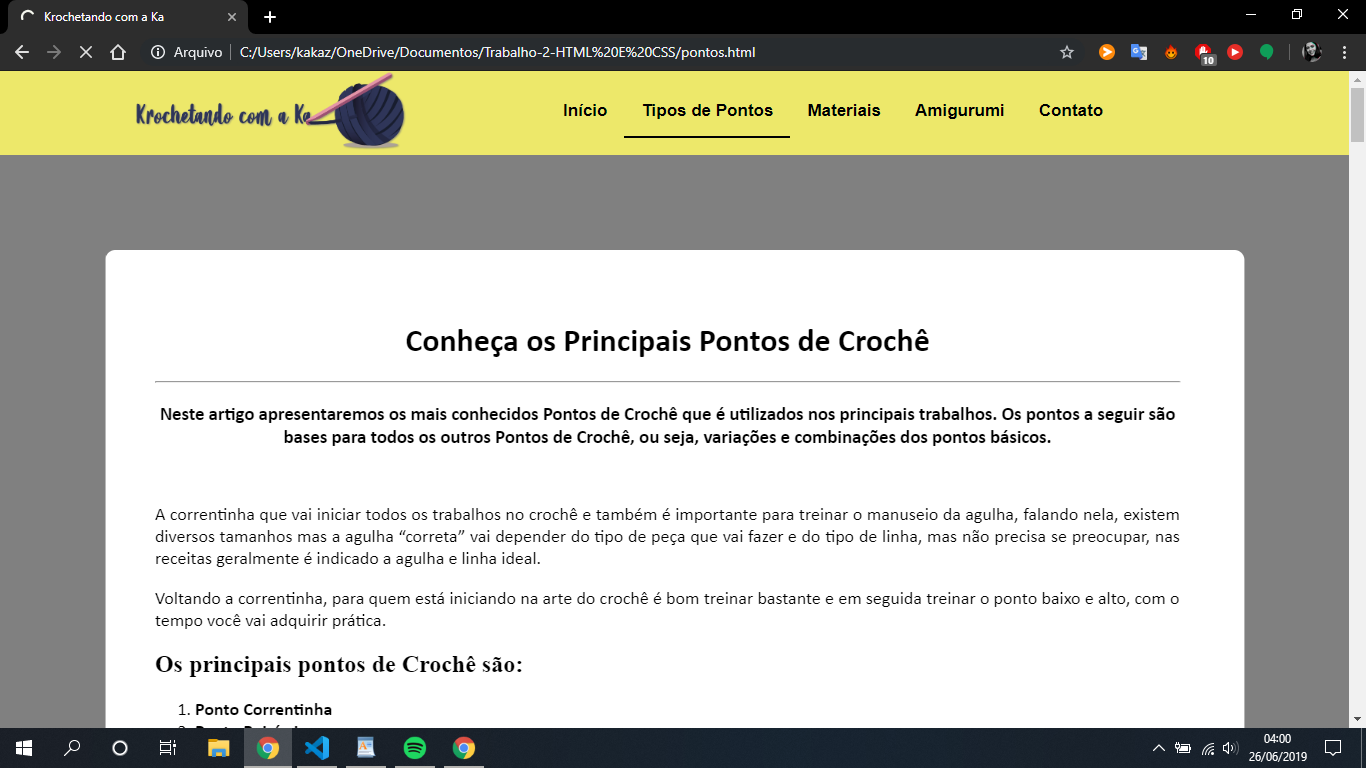 Krochetando com a Ka
Arquivo
C:/Users/kakaz/OneDrive/Documentos/Trabalho-2-HTML%20E%20CSS/pontos.html
10
Krochetando com a Ka
Início Tipos de Pontos Materiais Amigurumi Contato
Conheça os Principais Pontos de Crochê
Neste artigo apresentaremos os mais conhecidos Pontos de Crochê que é utilizados nos principais trabalhos. Os pontos a seguir são
bases para todos os outros Pontos de Crochê, ou seja, variações e combinações dos pontos básicos.
A correntinha que vai iniciar todos os trabalhos no crochê e também é importante para treinar o manuseio da agulha, falando nela, existem
diversos tamanhos mas a agulha “correta” vai depender do tipo de peça que vai fazer e do tipo de linha, mas não precisa se preocupar, nas
receitas geralmente é indicado a agulha e linha ideal.
Voltando a correntinha, para quem está iniciando na arte do crochê é bom treinar bastante e em seguida treinar o ponto baixo e alto, com o
tempo você vai adquirir prática.
Os principais pontos de Crochê são:
1. Ponto Correntinha
04:00
26/06/2019